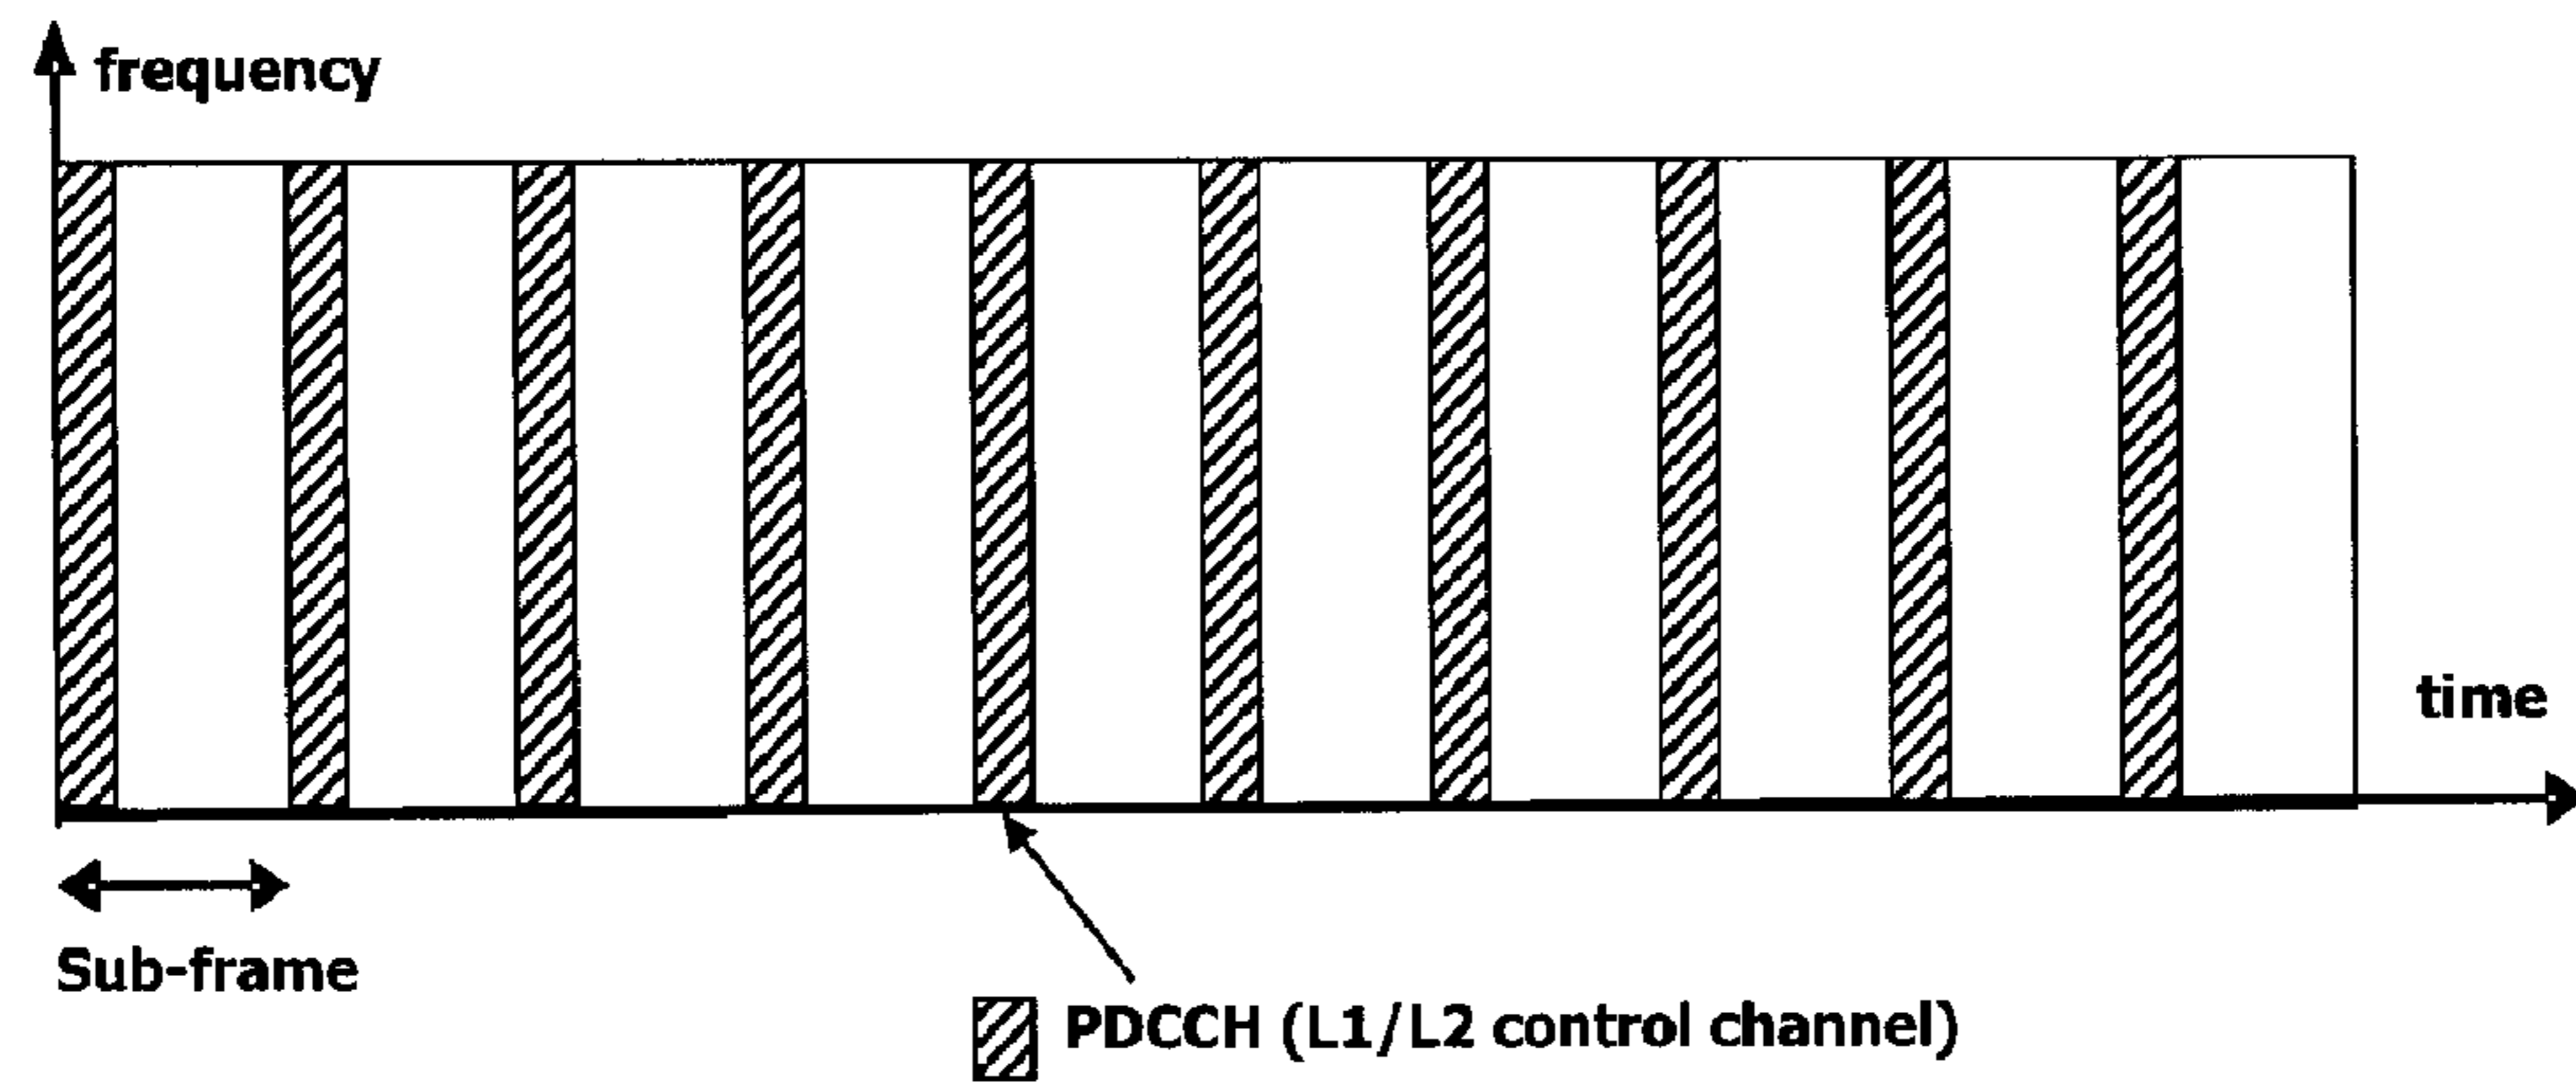 frequency
time
Sub-frame
PDCCH (L1/L2 control channel)